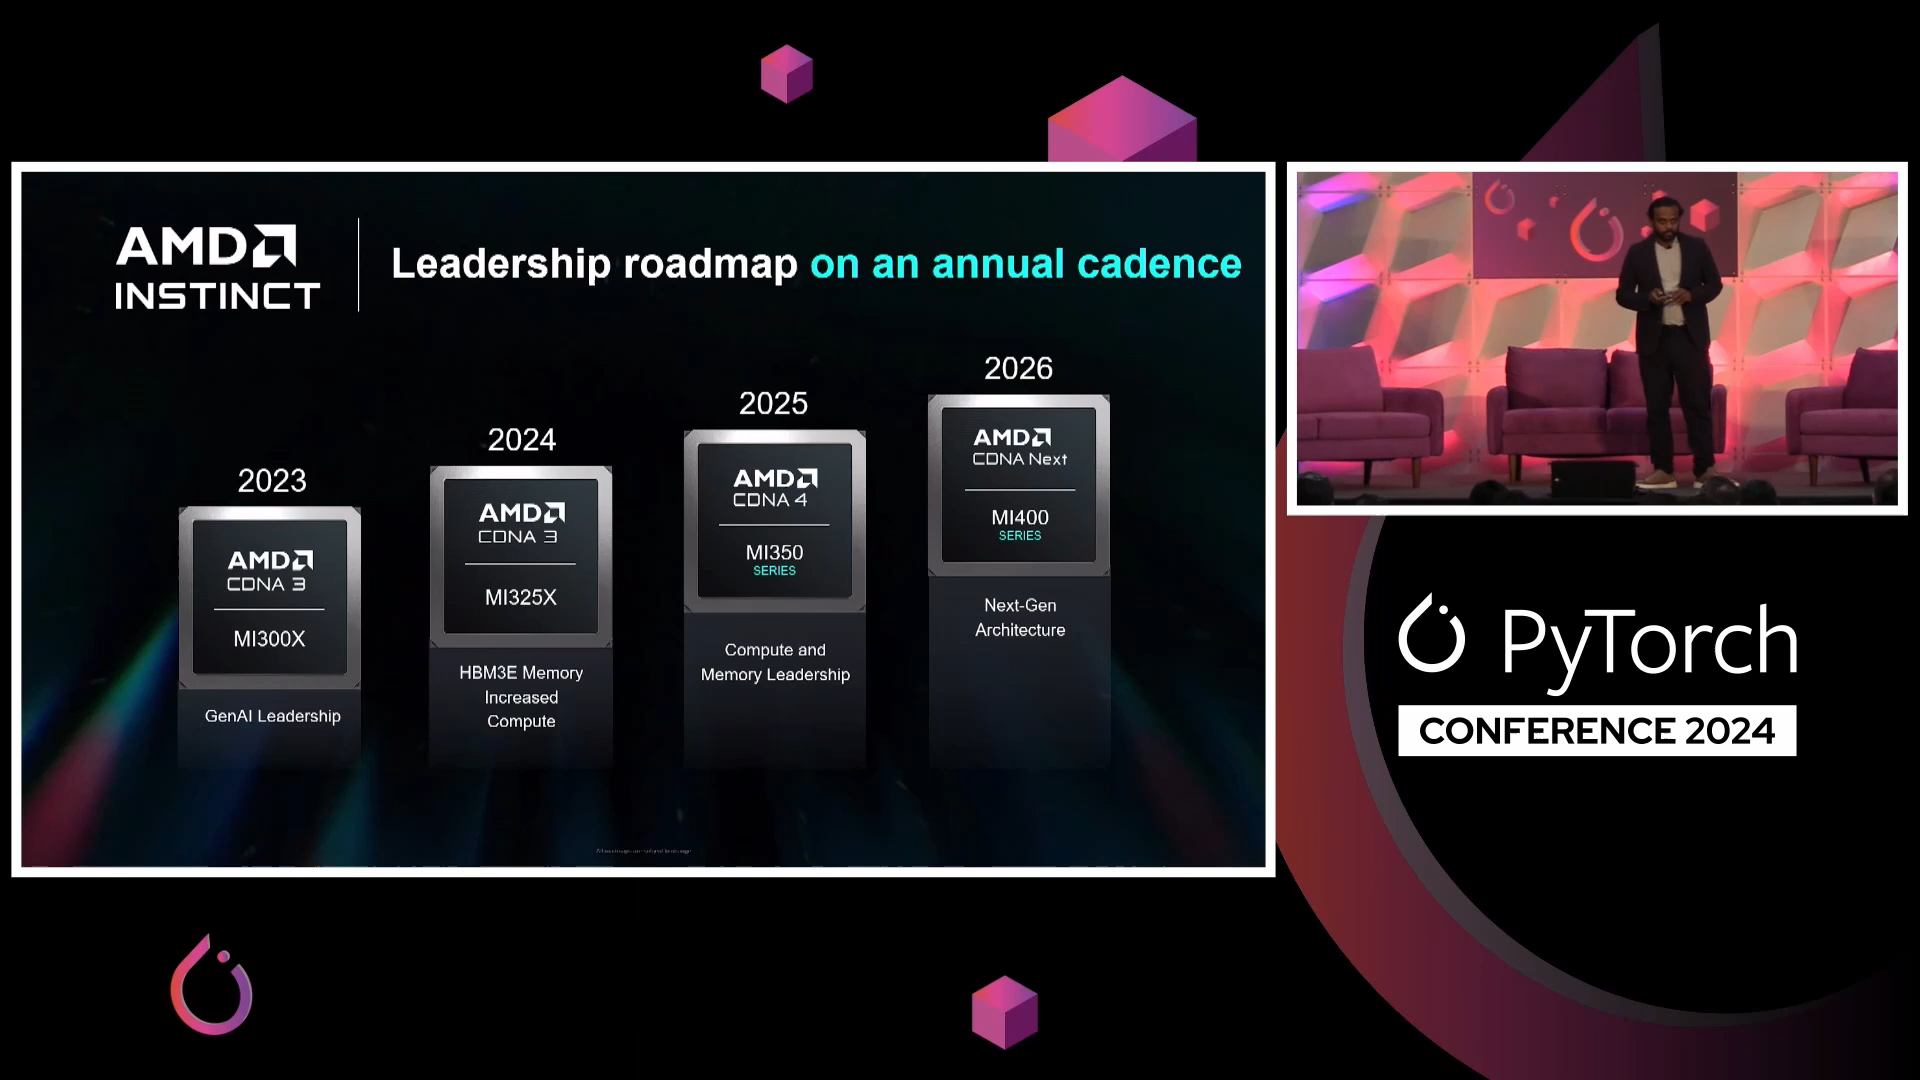 AMD
INSTINCT
Leadership roadmap on an annual cadence
2023
AMD
CDNA 3
MI300X
GenAI Leadership
2024
AMD
CDNA 3
MI325X
HBM3E Memory
Increased
Compute
2025
AMD
CDNA 4
MI350
SERIES
Compute and
Memory Leadership
2026
AMD
CDNA Next
MI400
SERIES
Next-Gen
Architecture
PyTorch
CONFERENCE 2024